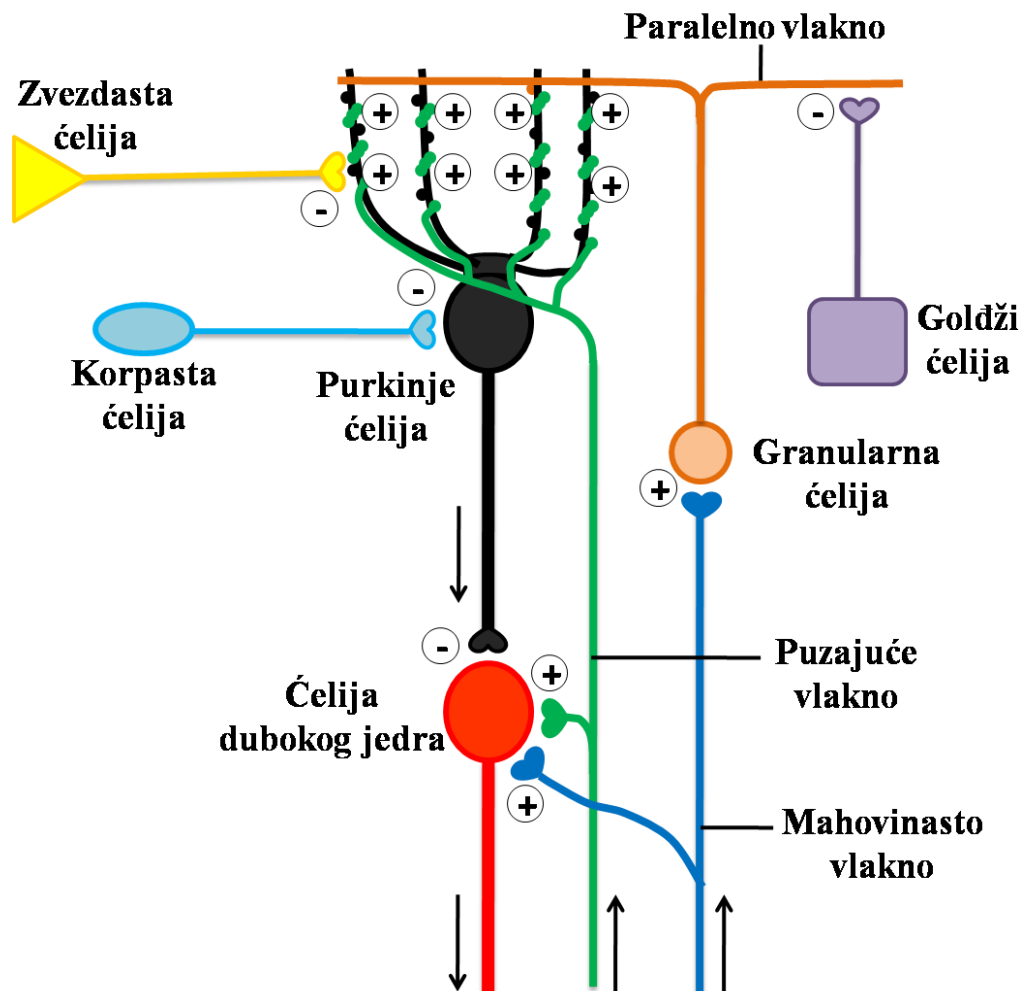 Paralelno vlakno
Zvezdasta
ćelija
+ + + +
-
+ + + +
-
-
Korpasta
ćelija
Purkinje
ćelija
Goldži
ćelija
Granularna
ćelija
+
-
+
Puzajuće
vlakno
Ćelija
dubokog jedra
+
Mahovinasto
vlakno